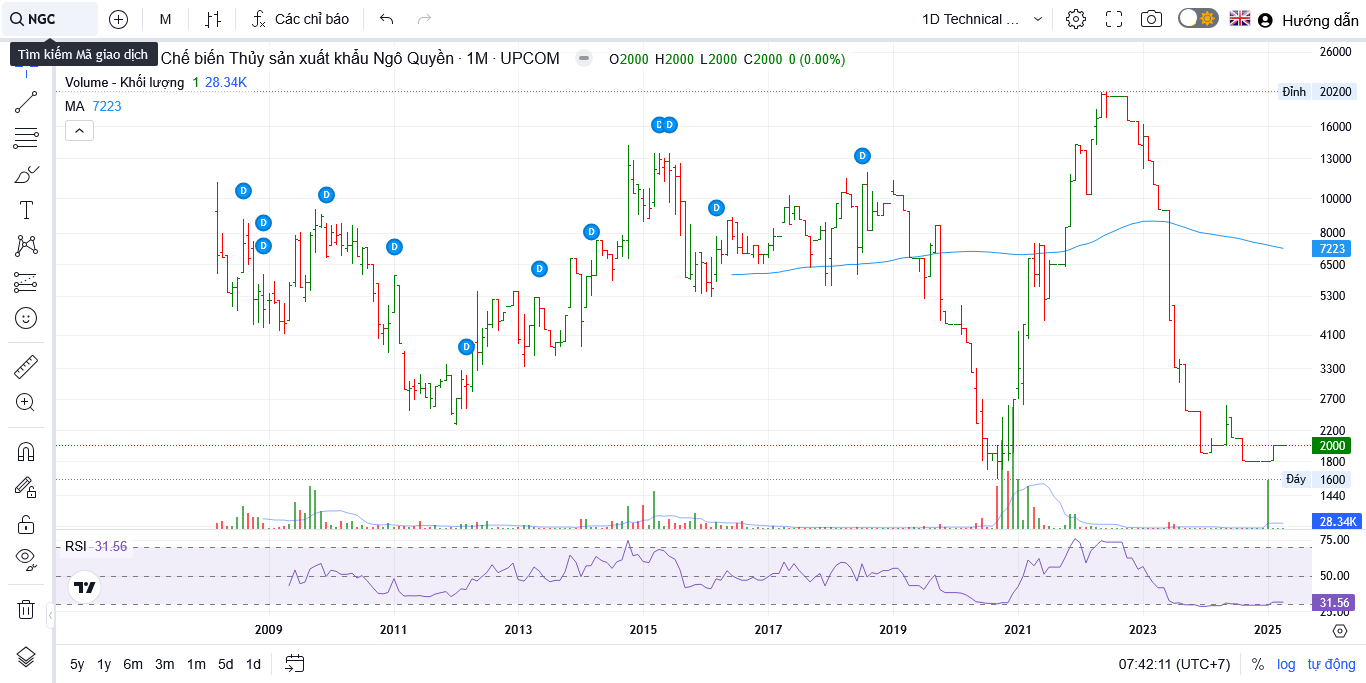 NGC
M
Các chỉ báo
1D Technical ...
Hướng dẫn
Tìm kiếm Mã giao dịch
Chế biến Thủy sản xuất khẩu Ngô Quyền · 1M · UPCOM
O2000 H2000 L2000 C2000 0 (0.00%)
Volume - Khối lượng 1 28.34K
MA 7223
26000
Đỉnh 20200
16000
13000
10000
8000
7223
6500
5300
4100
3300
2700
2200
2000
1800
Đáy 1600
1440
28.34K
D
D
D
D
D
D
D
D
D
D
D
D
RSI 31.56
75.00
50.00
31.56
25.00
2009 2011 2013 2015 2017 2019 2021 2023 2025
5y 1y 6m 3m 1m 5d 1d
07:42:11 (UTC+7) % log tự động